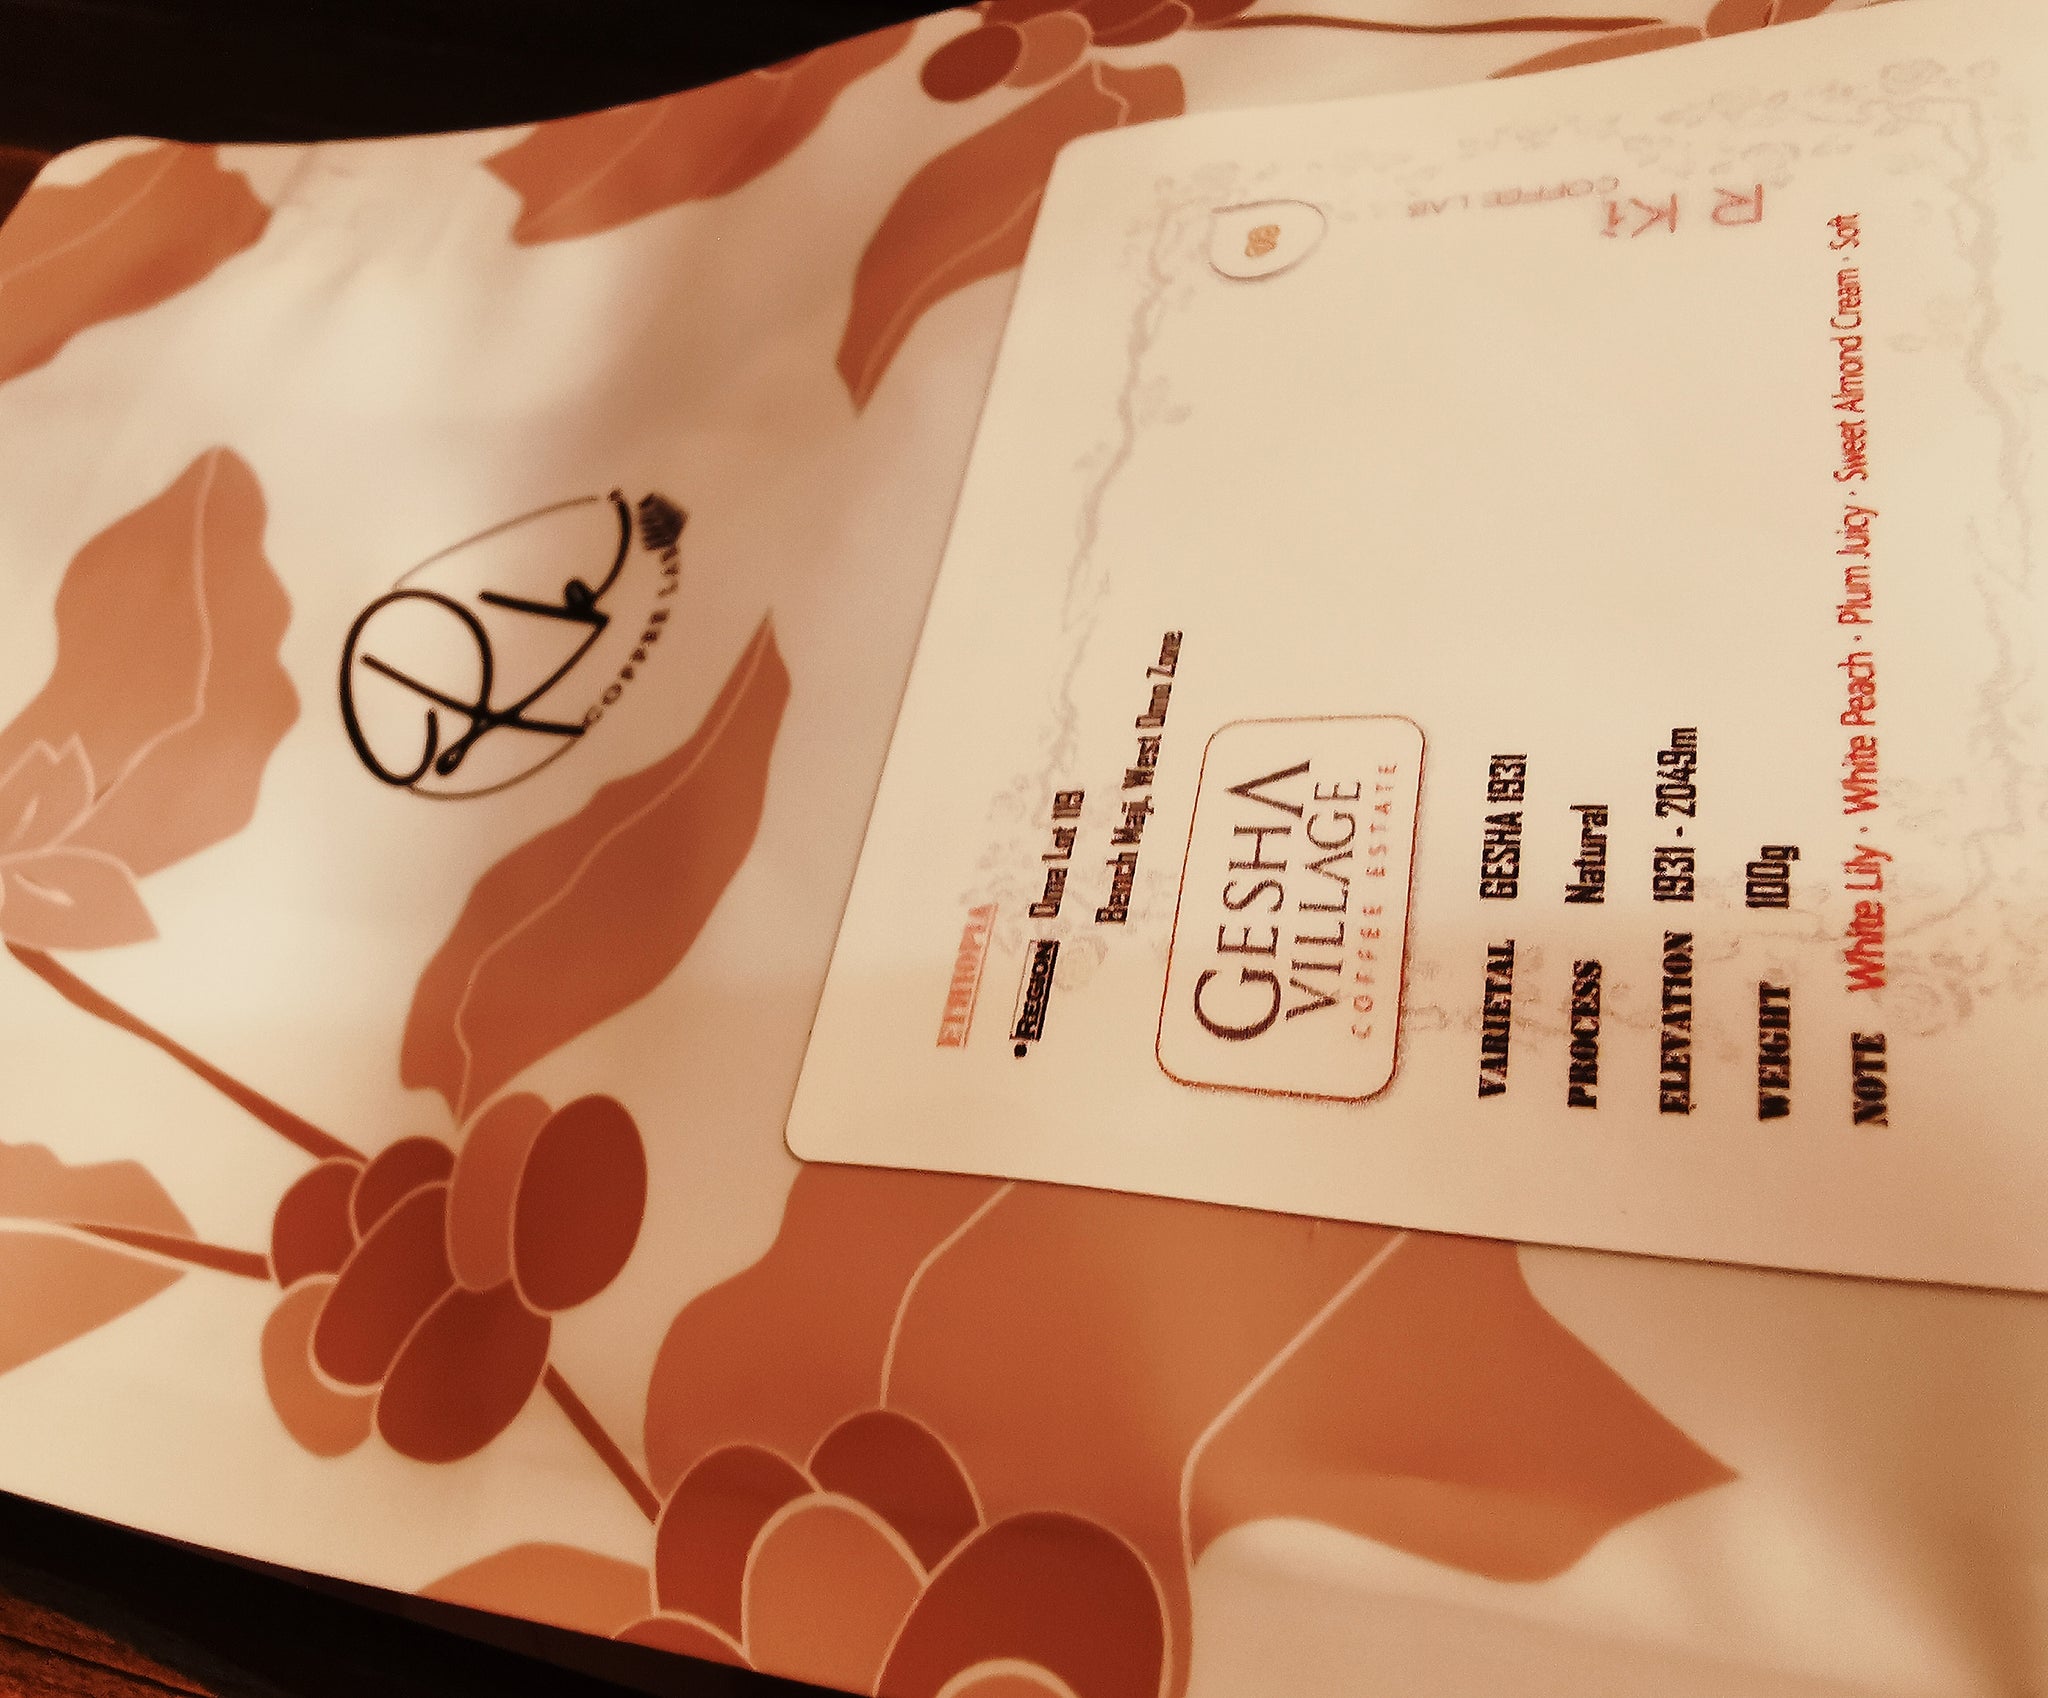 Rk
COFFEE LAB
ETHIOPIA
• REGION Oma Lot 113
Bench Maji, West Omo Zone
GESHA
VILLAGE
COFFEE ESTATE
VARIETAL GESHA 1931
PROCESS Natural
ELEVATION 1931 - 2049m
WEIGHT 100g
NOTE White Lily · White Peach · Plum Juicy · Sweet Almond Cream · Soft
COFFEE LAB